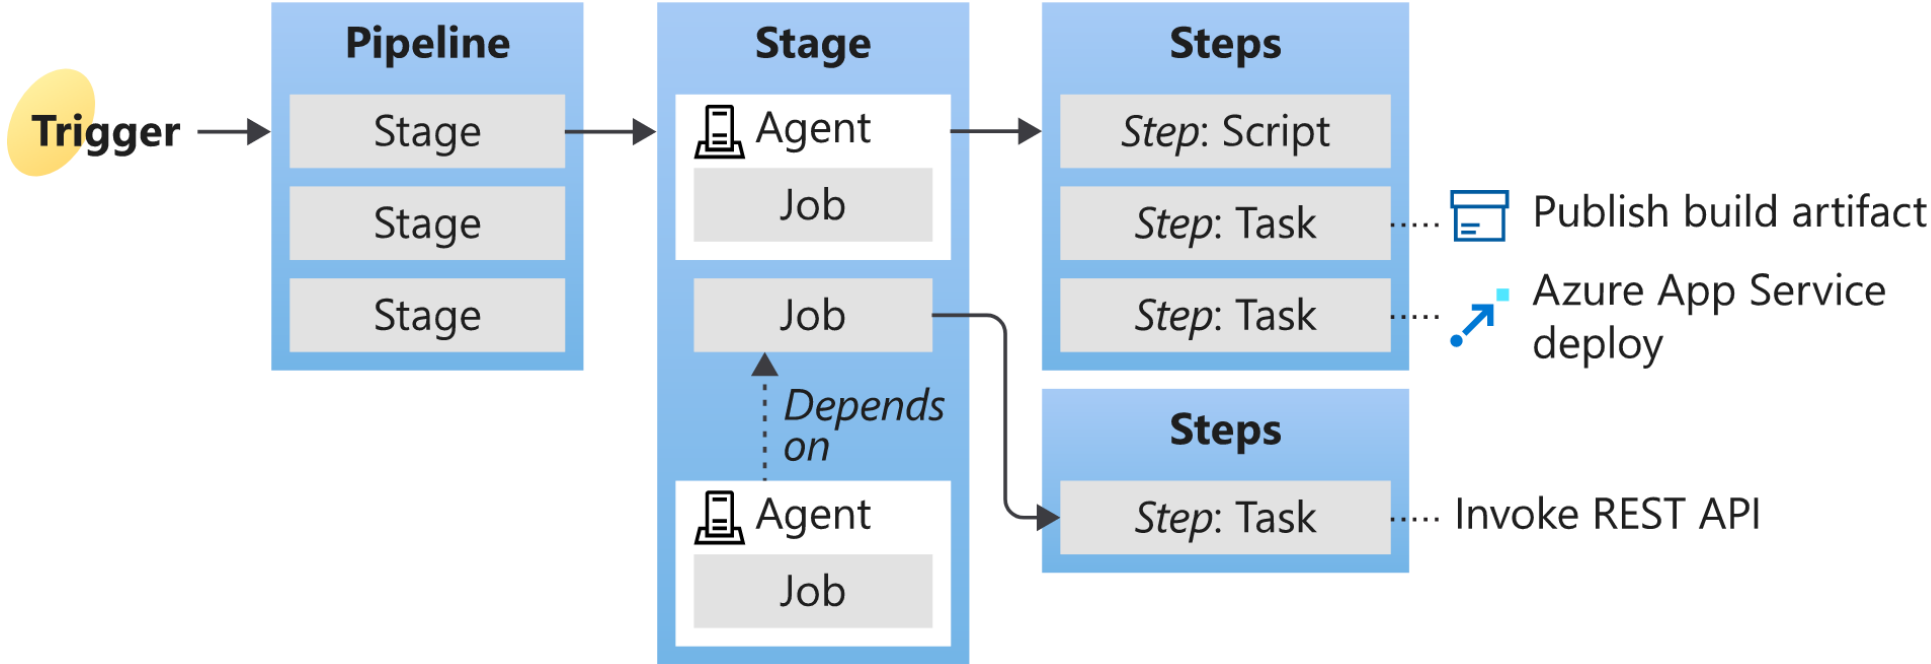 Trigger
Pipeline
Stage
Stage
Stage
Stage
Agent
Job
Job
Depends
on
Agent
Job
Steps
Step: Script
Step: Task
Publish build artifact
Step: Task
Azure App Service
deploy
Steps
Step: Task
Invoke REST API